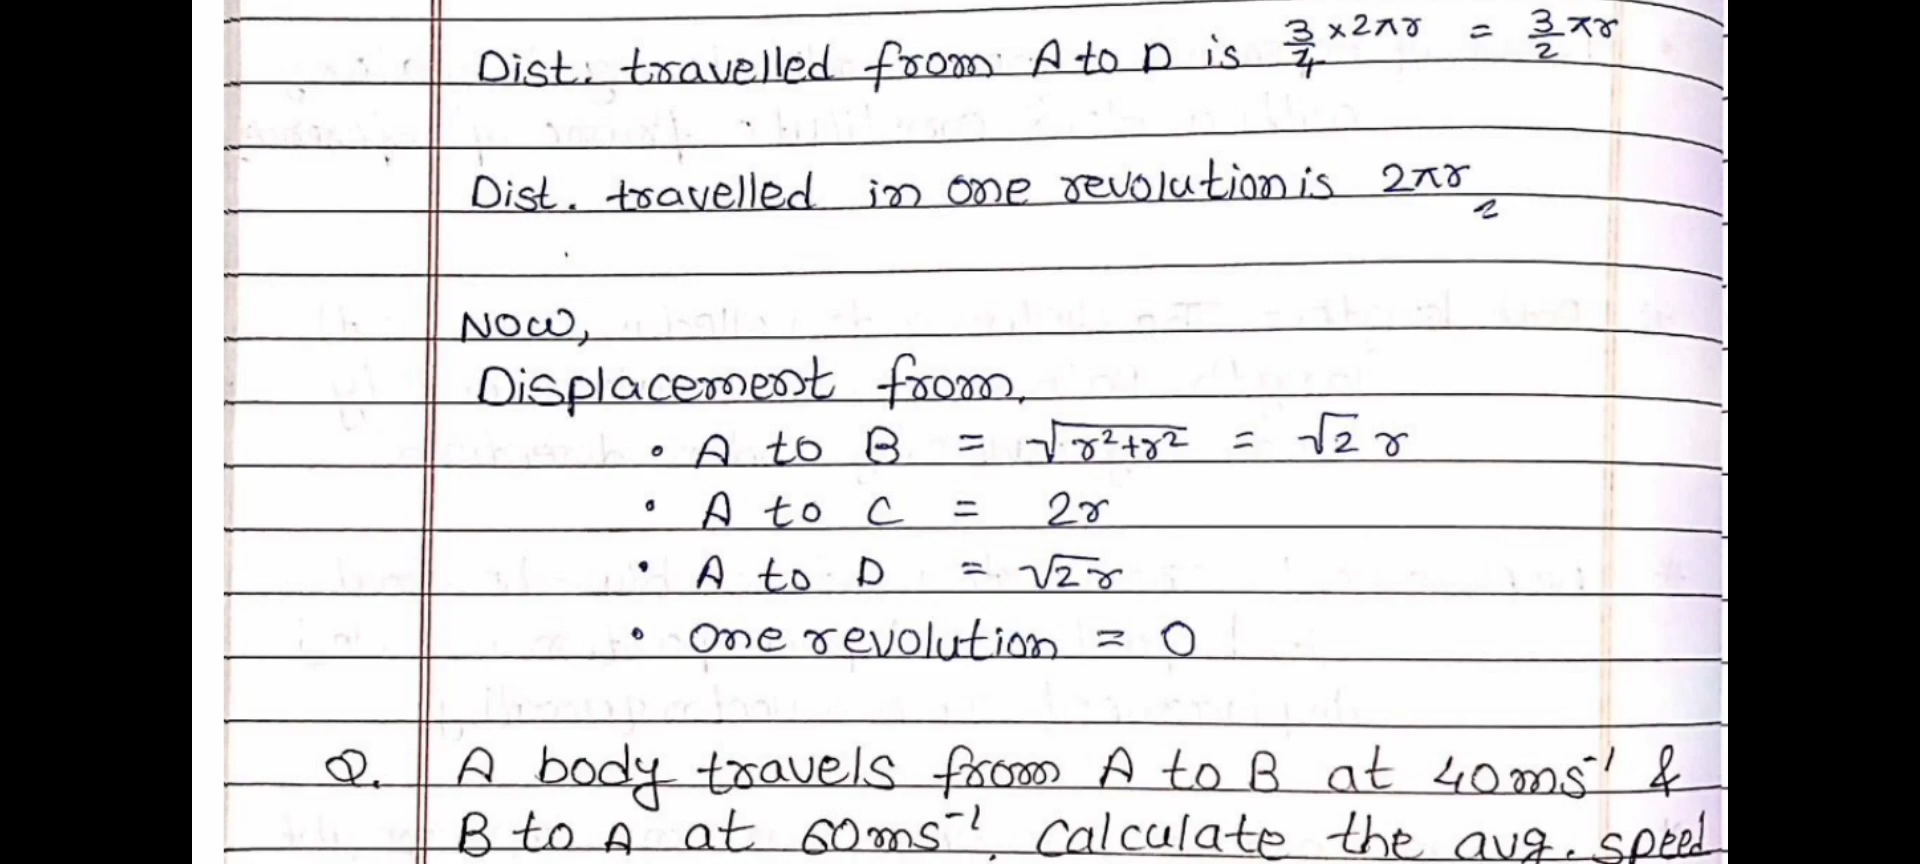 Dist. travelled from A to D is 3/4 × 2πr = 3/2 πr
Dist. travelled in one revolution is 2πr
Now,
Displacement from,
• A to B = √r²+r² = √2 r
• A to C = 2r
• A to D = √2r
• One revolution = 0
Q. A body travels from A to B at 40ms⁻¹ &
B to A at 60ms⁻¹. Calculate the avg. speed